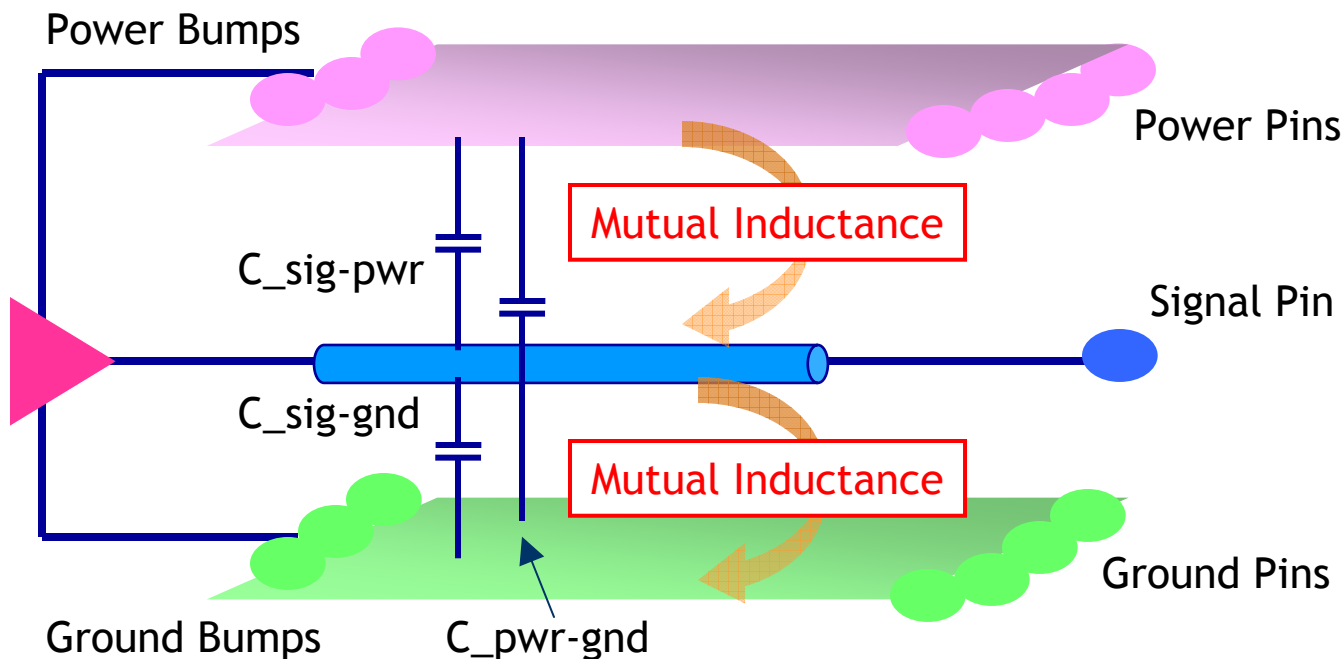 Power Bumps
Power Pins
Mutual Inductance
C_sig-pwr
Signal Pin
C_sig-gnd
Mutual Inductance
Ground Pins
Ground Bumps
C_pwr-gnd